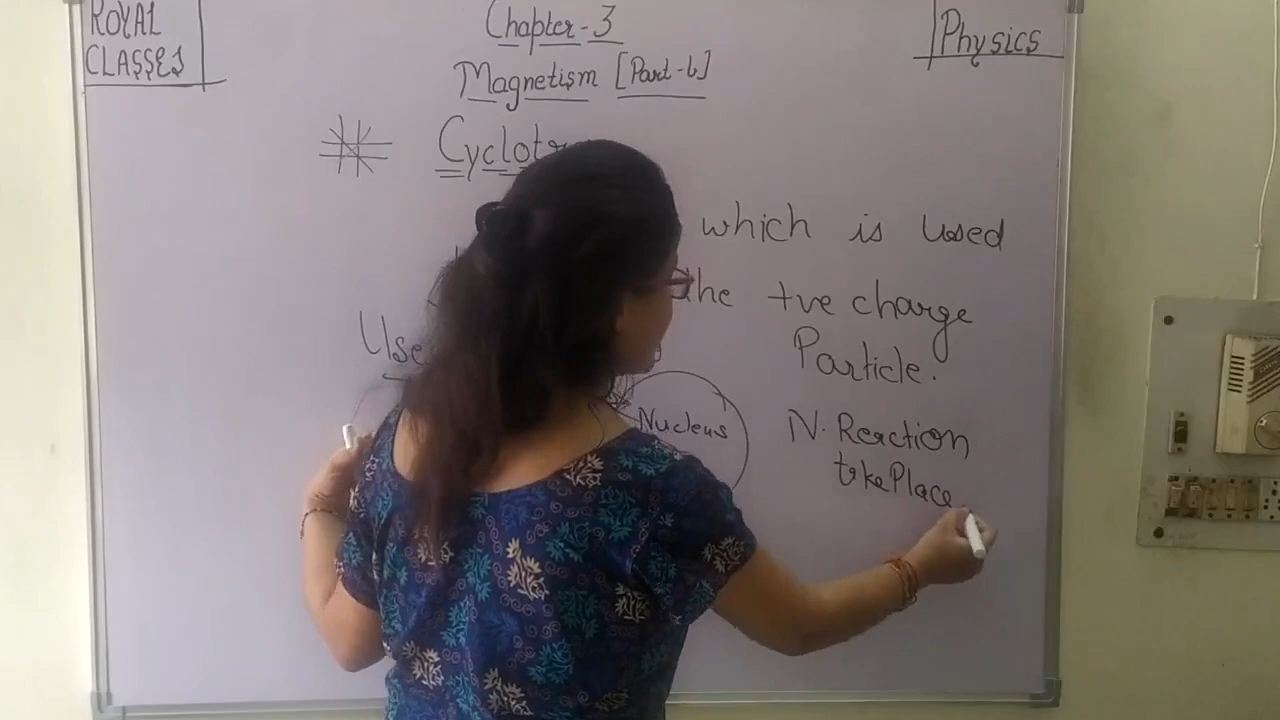 ROYAL
CLASSES
Chapter-3
Magnetism [Part-6]
Physics
which is used
the +ve charge
Particle.
Use
Nucleus
N. Reaction
take Place